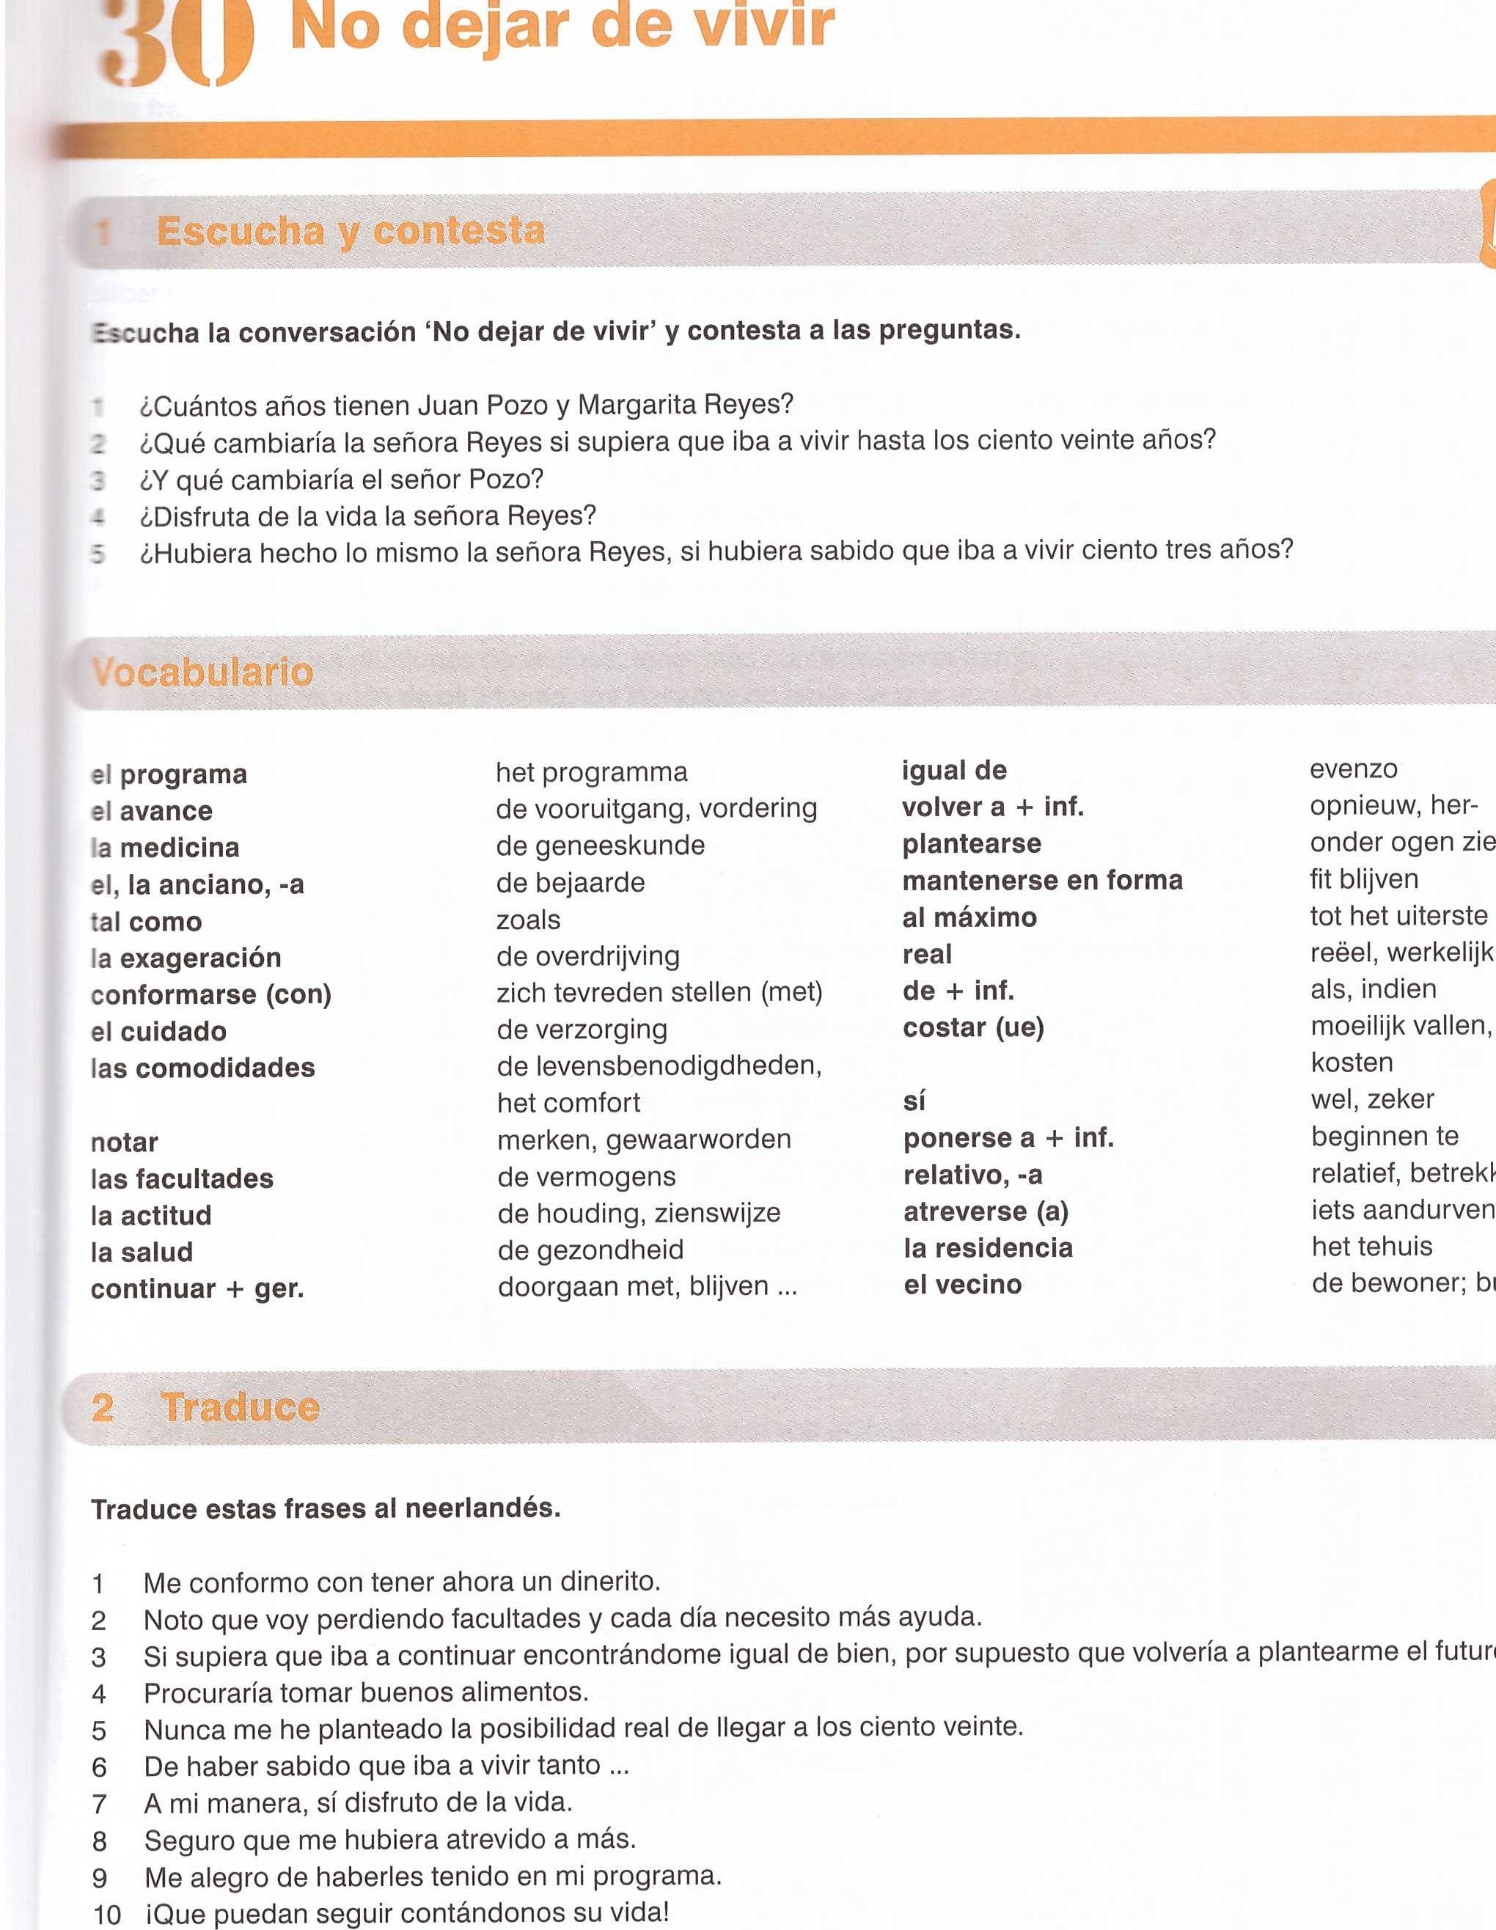 30 No dejar de vivir
1 Escucha y contesta
Escucha la conversación ‘No dejar de vivir’ y contesta a las preguntas.
1 ¿Cuántos años tienen Juan Pozo y Margarita Reyes?
2 ¿Qué cambiaría la señora Reyes si supiera que iba a vivir hasta los ciento veinte años?
3 ¿Y qué cambiaría el señor Pozo?
4 ¿Disfruta de la vida la señora Reyes?
5 ¿Hubiera hecho lo mismo la señora Reyes, si hubiera sabido que iba a vivir ciento tres años?
Vocabulario
el programa het programma
el avance de vooruitgang, vordering
la medicina de geneeskunde
el, la anciano, -a de bejaarde
tal como zoals
la exageración de overdrijving
conformarse (con) zich tevreden stellen (met)
el cuidado de verzorging
las comodidades de levensbenodigdheden,
het comfort
notar merken, gewaarworden
las facultades de vermogens
la actitud de houding, zienswijze
la salud de gezondheid
continuar + ger. doorgaan met, blijven ...
igual de evenzo
volver a + inf. opnieuw, her-
plantearse onder ogen zie
mantenerse en forma fit blijven
al máximo tot het uiterste
real reëel, werkelijk
de + inf. als, indien
costar (ue) moeilijk vallen,
kosten
sí wel, zeker
ponerse a + inf. beginnen te
relativo, -a relatief, betrekk
atreverse (a) iets aandurven
la residencia het tehuis
el vecino de bewoner; bu
2 Traduce
Traduce estas frases al neerlandés.
1 Me conformo con tener ahora un dinerito.
2 Noto que voy perdiendo facultades y cada día necesito más ayuda.
3 Si supiera que iba a continuar encontrándome igual de bien, por supuesto que volvería a plantearme el futuro
4 Procuraría tomar buenos alimentos.
5 Nunca me he planteado la posibilidad real de llegar a los ciento veinte.
6 De haber sabido que iba a vivir tanto ...
7 A mi manera, sí disfruto de la vida.
8 Seguro que me hubiera atrevido a más.
9 Me alegro de haberles tenido en mi programa.
10 ¡Que puedan seguir contándonos su vida!